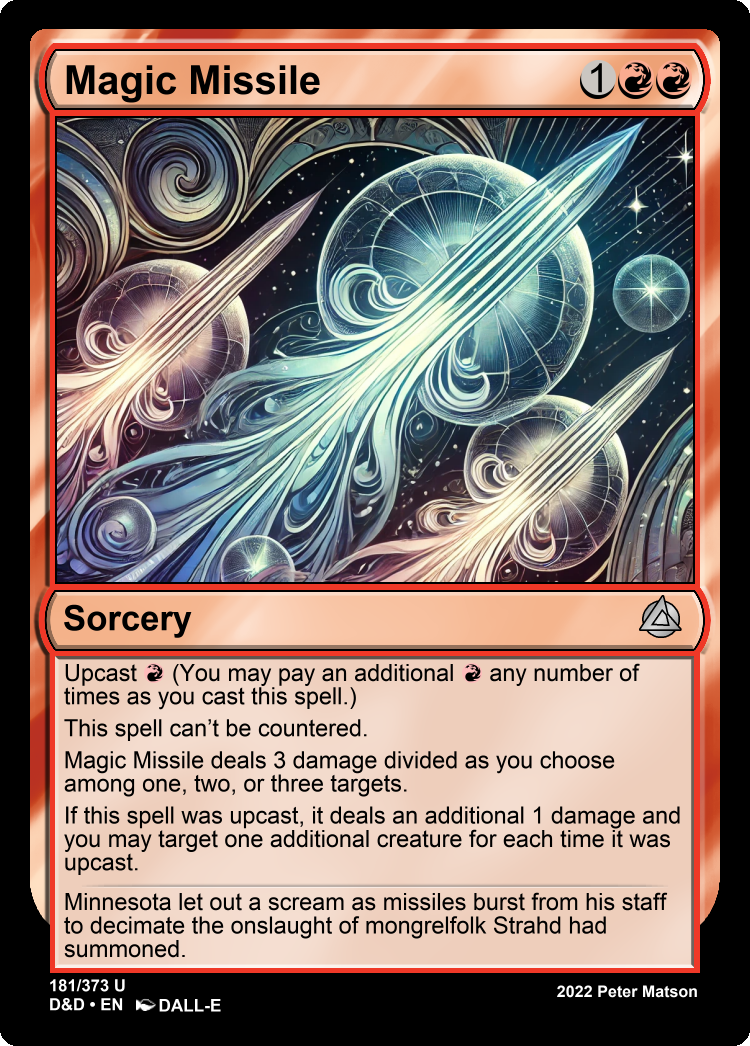 Magic Missile 1
Sorcery
Upcast (You may pay an additional any number of
times as you cast this spell.)
This spell can't be countered.
Magic Missile deals 3 damage divided as you choose
among one, two, or three targets.
If this spell was upcast, it deals an additional 1 damage and
you may target one additional creature for each time it was
upcast.
Minnesota let out a scream as missiles burst from his staff
to decimate the onslaught of mongrelfolk Strahd had
summoned.
181/373 U
D&D • EN DALL-E
2022 Peter Matson